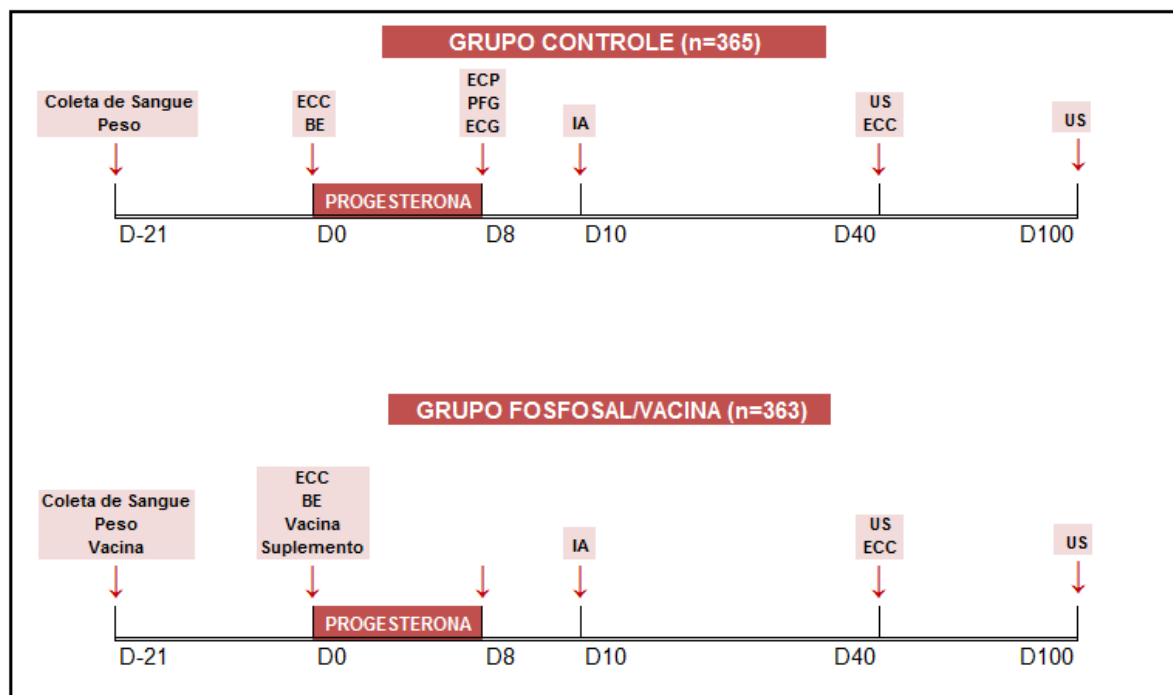 GRUPO CONTROLE (n=365)
Coleta de Sangue
Peso
ECC
BE
ECP
PFG
ECG
IA
US
ECC
US
PROGESTERONA
D-21
D0
D8
D10
D40
D100
GRUPO FOSFOSAL/VACINA (n=363)
Coleta de Sangue
Peso
Vacina
ECC
BE
Vacina
Suplemento
IA
US
ECC
US
PROGESTERONA
D-21
D0
D8
D10
D40
D100